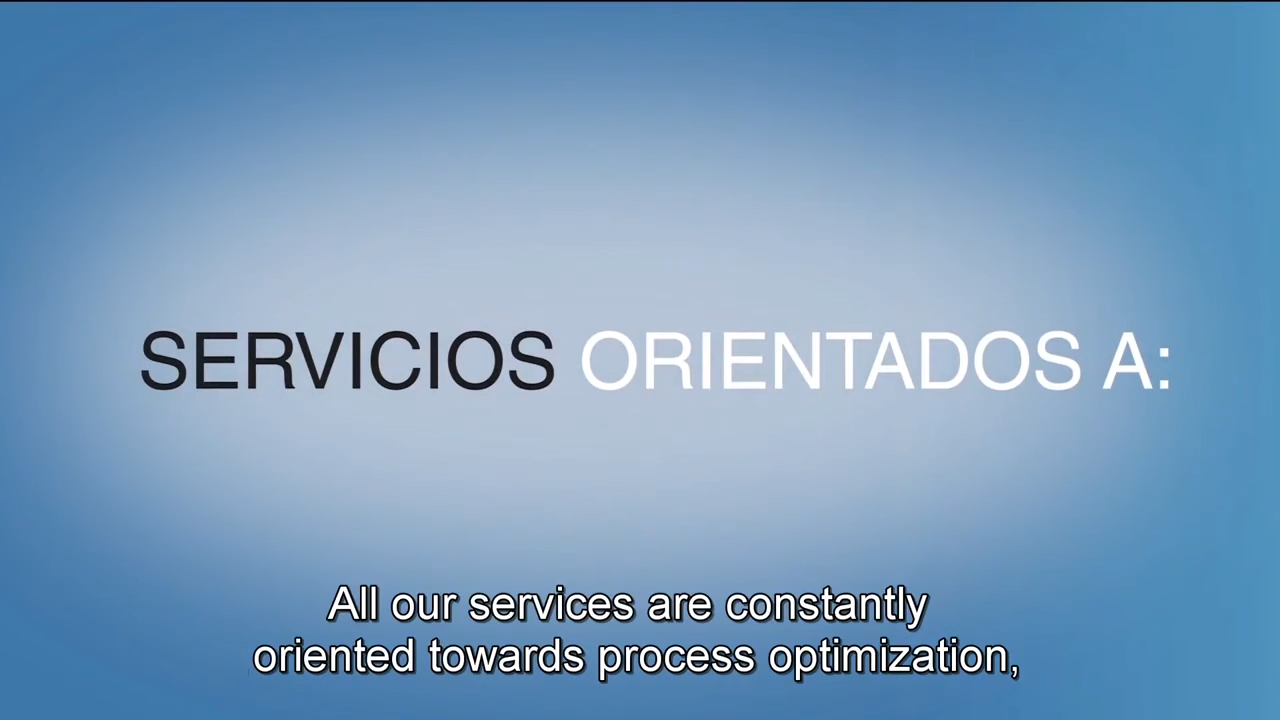 SERVICIOS ORIENTADOS A:
All our services are constantly
oriented towards process optimization,